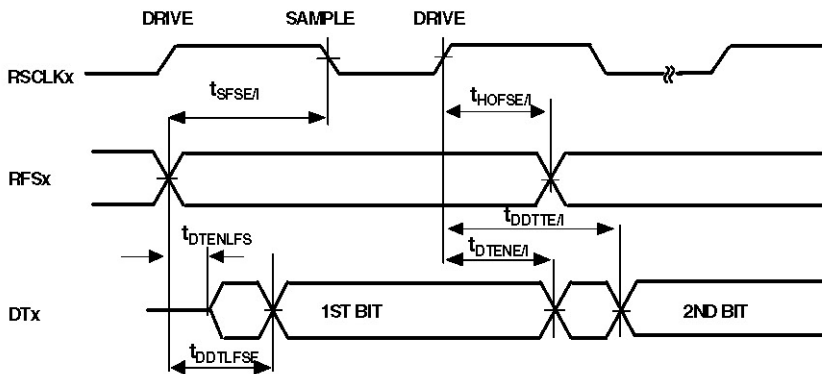 DRIVE SAMPLE DRIVE
RSCLKx
tSFSE/I
tHOFSE/I
RFSx
tDDTTE/I
tDTENLFS
tDTENE/I
DTx
1ST BIT
2ND BIT
tDDTLFSE